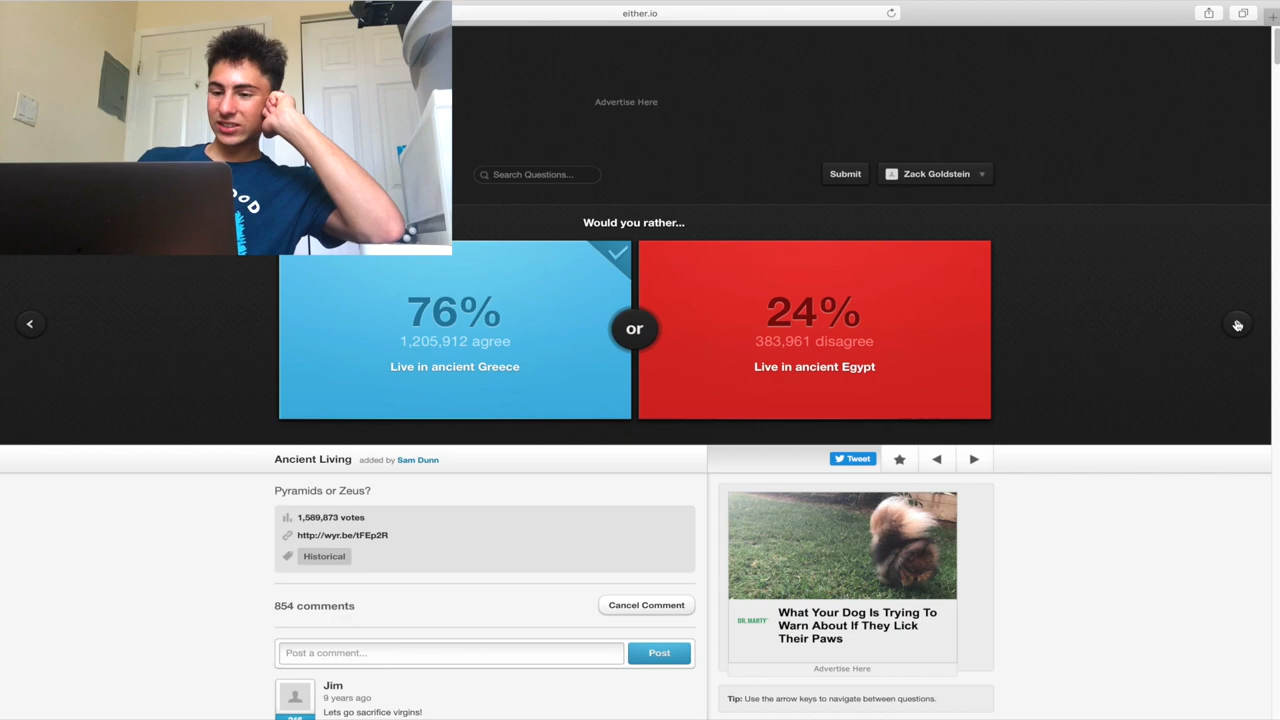 either.io
Advertise Here
Search Questions...
Submit
Zack Goldstein
Would you rather...
76%
1,205,912 agree
Live in ancient Greece
or
24%
383,961 disagree
Live in ancient Egypt
Ancient Living added by Sam Dunn
Tweet
Pyramids or Zeus?
1,589,873 votes
http://wyr.be/tFEp2R
Historical
854 comments
Cancel Comment
Post a comment...
Post
Jim
9 years ago
Lets go sacrifice virgins!
DR. MARTY
What Your Dog Is Trying To
Warn About If They Lick
Their Paws
Advertise Here
Tip: Use the arrow keys to navigate between questions.